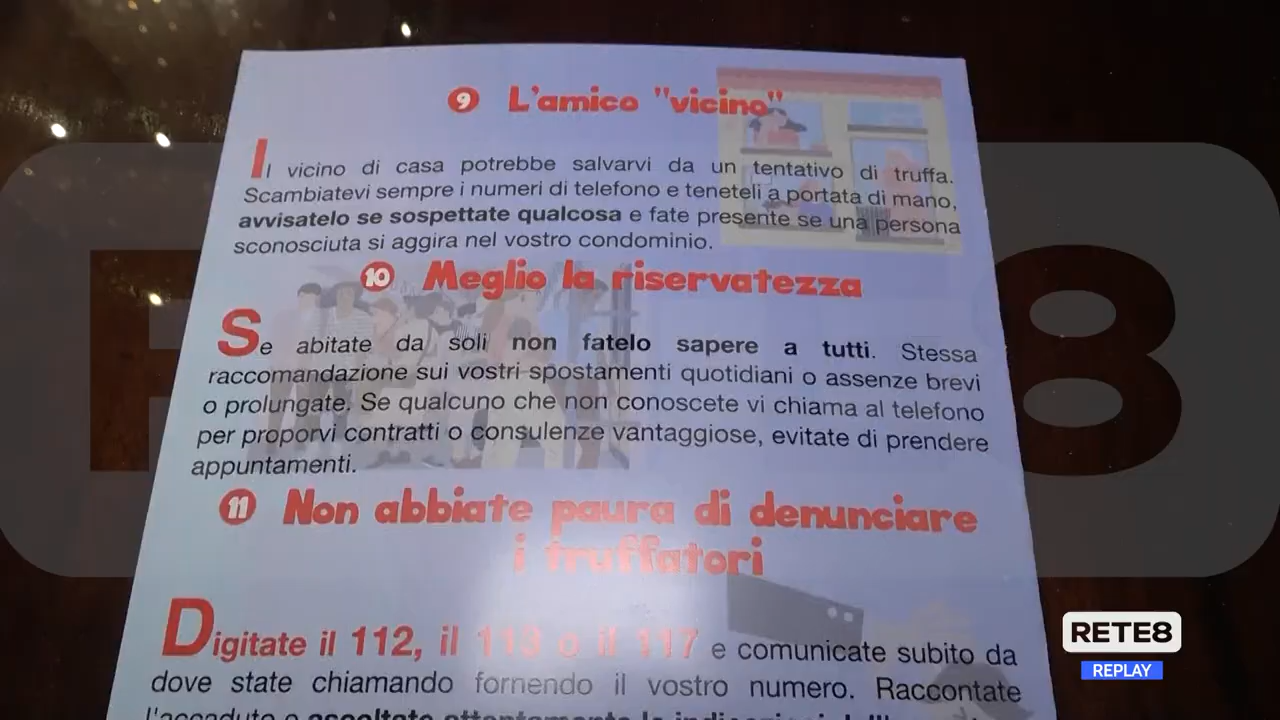 9 L'amico "vicino"
Il vicino di casa potrebbe salvarvi da un tentativo di truffa.
Scambiatevi sempre i numeri di telefono e teneteli a portata di mano,
avvisatelo se sospettate qualcosa e fate presente se una persona
sconosciuta si aggira nel vostro condominio.
10 Meglio la riservatezza
Se abitate da soli non fatelo sapere a tutti. Stessa
raccomandazione sui vostri spostamenti quotidiani o assenze brevi
o prolungate. Se qualcuno che non conoscete vi chiama al telefono
per proporvi contratti o consulenze vantaggiose, evitate di prendere
appuntamenti.
11 Non abbiate paura di denunciare
i truffatori
Digitate il 112, il 113 o il 117 e comunicate subito da
dove state chiamando fornendo il vostro numero. Raccontate
l'accaduto e ascoltate attentamente le indicazioni
RETE8
REPLAY